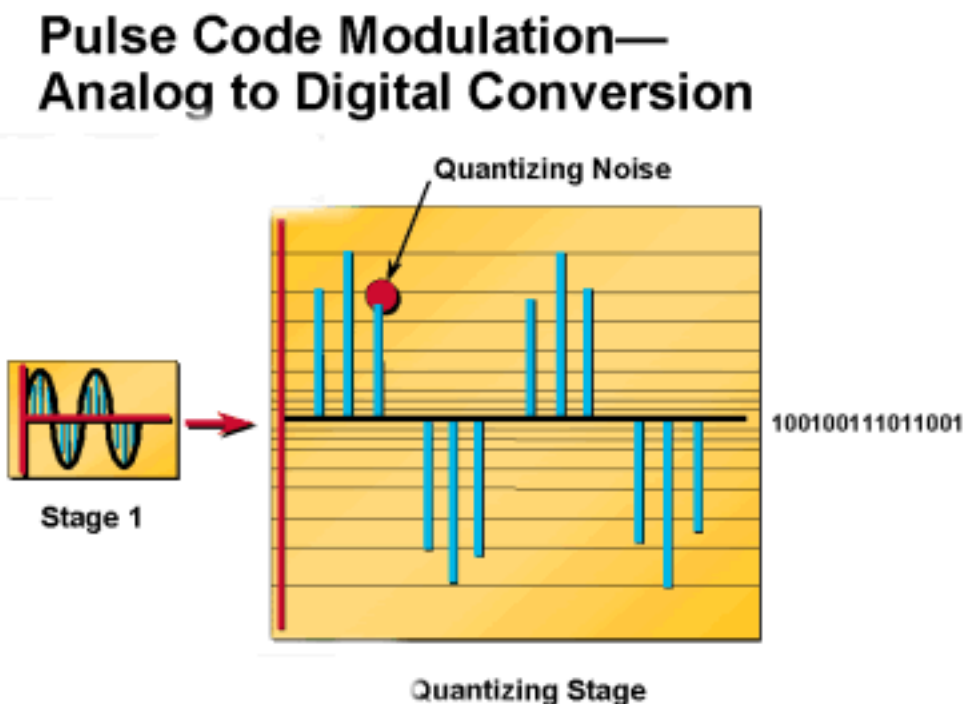 Pulse Code Modulation—
Analog to Digital Conversion
Quantizing Noise
100100111011001
Stage 1
Quantizing Stage